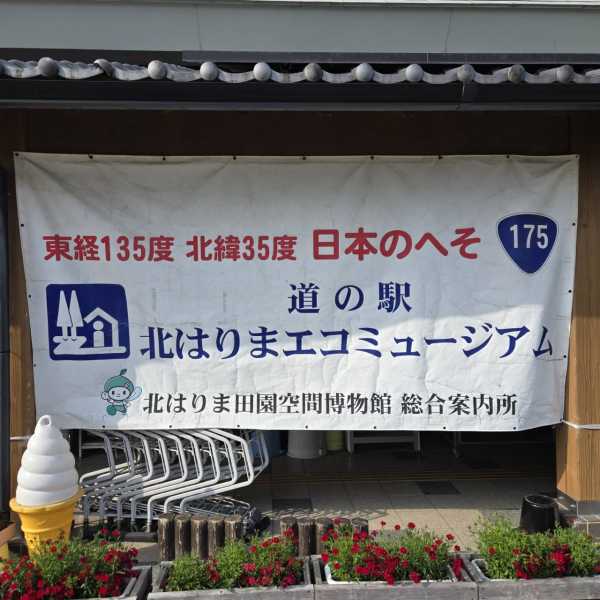 東経135度 北緯35度 日本のへそ
175
道の駅
北はりまエコミュージアム
北はりま田園空間博物館 総合案内所